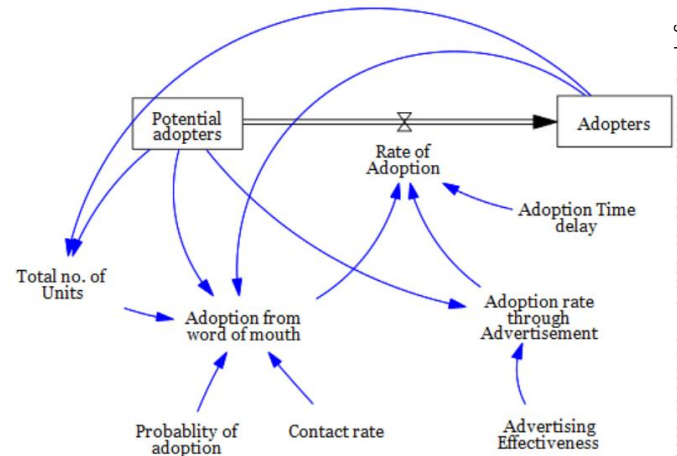 Potential
adopters
Adopters
Rate of
Adoption
Adoption Time
delay
Total no. of
Units
Adoption from
word of mouth
Adoption rate
through
Advertisement
Probablity of
adoption
Contact rate
Advertising
Effectiveness